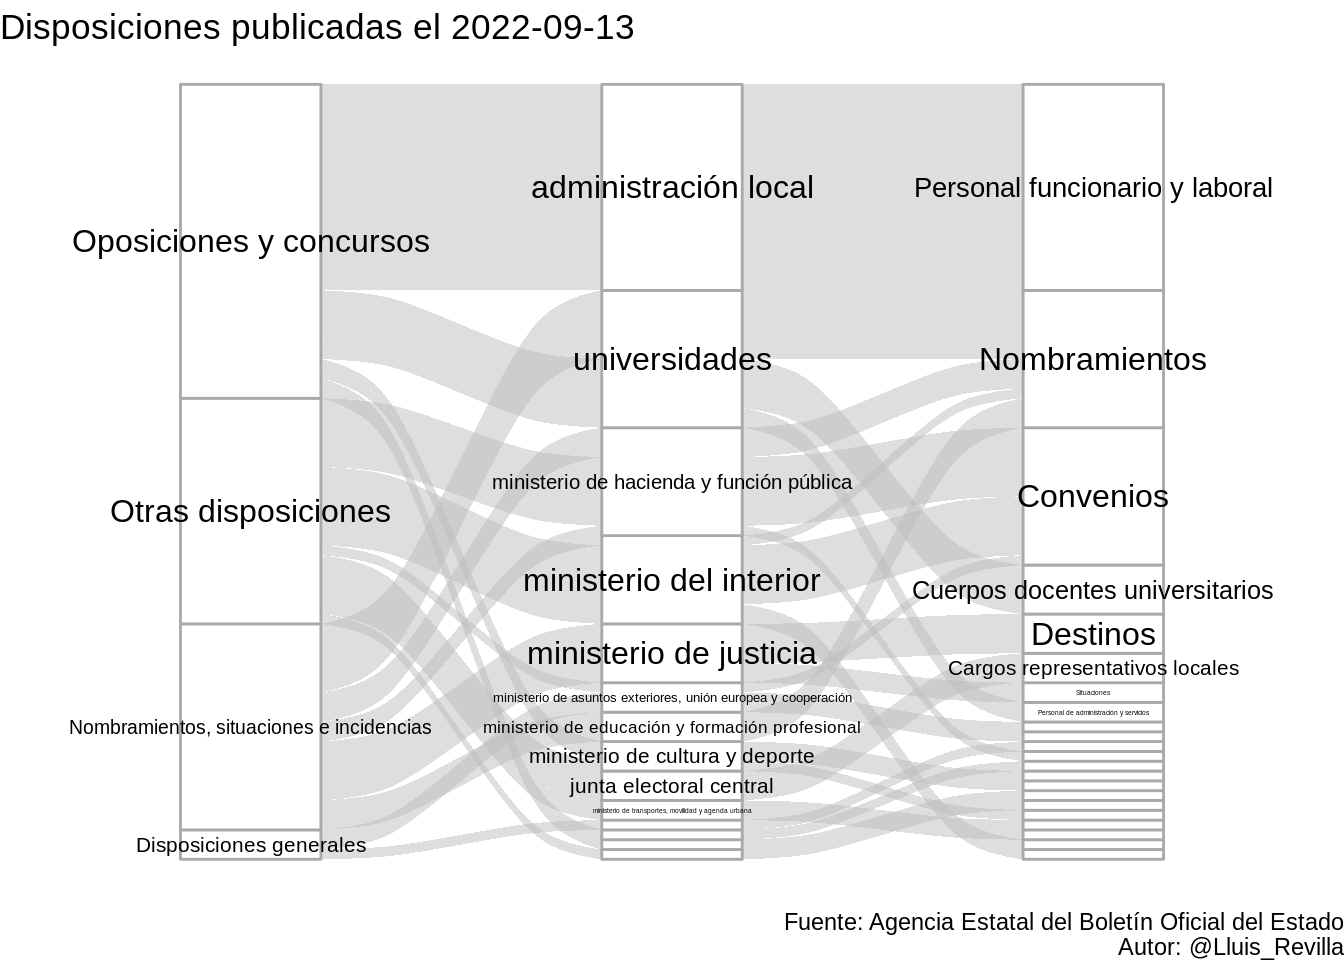 Disposiciones publicadas el 2022-09-13
Oposiciones y concursos
Otras disposiciones
Nombramientos, situaciones e incidencias
Disposiciones generales
administración local
universidades
ministerio de hacienda y función pública
ministerio del interior
ministerio de justicia
ministerio de asuntos exteriores, unión europea y cooperación
ministerio de educación y formación profesional
ministerio de cultura y deporte
junta electoral central
ministerio de transportes, movilidad y agenda urbana
Personal funcionario y laboral
Nombramientos
Convenios
Cuerpos docentes universitarios
Destinos
Cargos representativos locales
Situaciones
Personal de administración y servicios
Fuente: Agencia Estatal del Boletín Oficial del Estado
Autor: @Lluis_Revilla